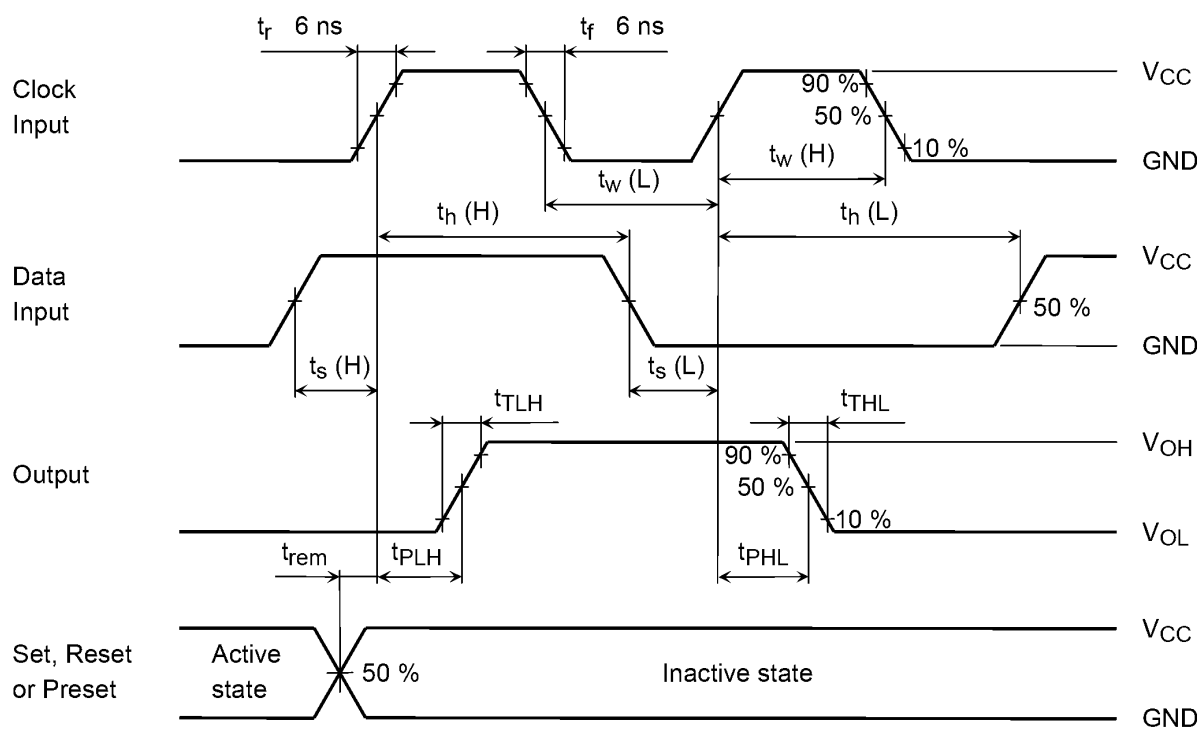 tr 6 ns
tf 6 ns
Clock
Input
VCC
90 %
50 %
10 %
GND
tw (H)
tw (L)
th (H)
th (L)
Data
Input
VCC
50 %
GND
ts (H)
ts (L)
tTLH
tTHL
Output
VOH
90 %
50 %
10 %
VOL
trem
tPLH
tPHL
Set, Reset
or Preset
Active
state
50 %
Inactive state
VCC
GND